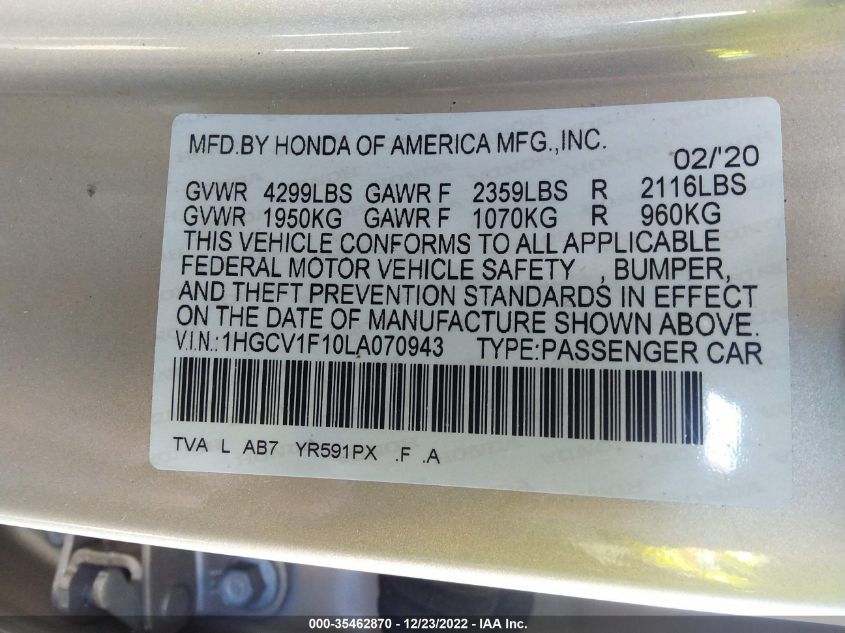 MFD.BY HONDA OF AMERICA MFG.,INC.
02/'20
GVWR 4299LBS GAWR F 2359LBS R 2116LBS
GVWR 1950KG GAWR F 1070KG R 960KG
THIS VEHICLE CONFORMS TO ALL APPLICABLE
FEDERAL MOTOR VEHICLE SAFETY , BUMPER,
AND THEFT PREVENTION STANDARDS IN EFFECT
ON THE DATE OF MANUFACTURE SHOWN ABOVE.
V.I.N.:1HGCV1F10LA070943 TYPE:PASSENGER CAR
TVA L AB7 YR591PX .F .A
000-35462870 - 12/23/2022 - IAA Inc.